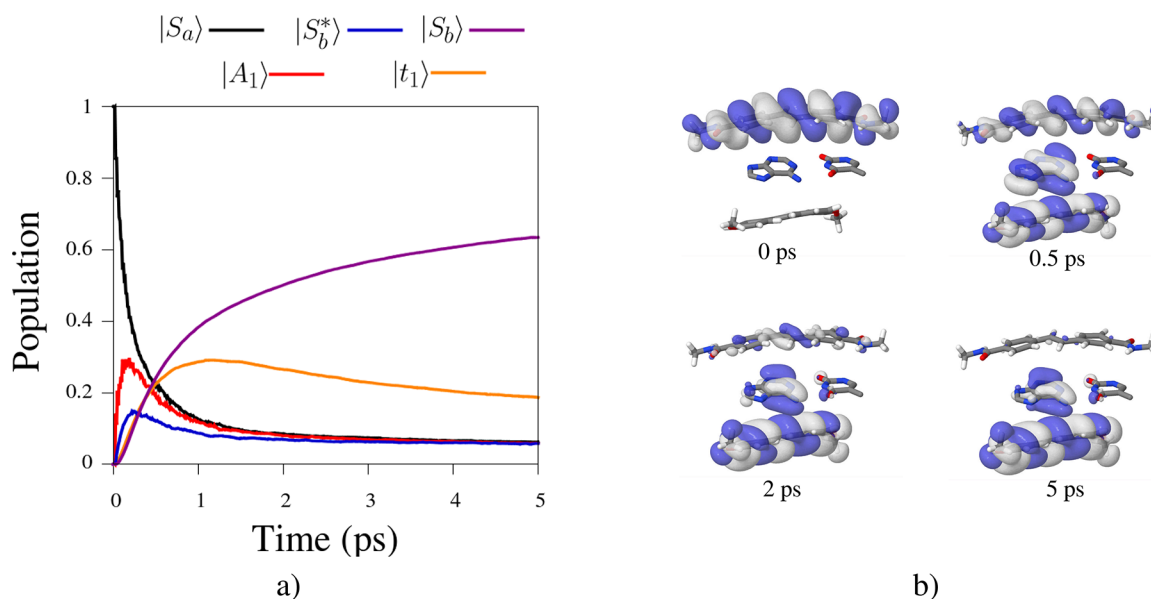 |S_a⟩ |S_b^*⟩ |S_b⟩
|A_1⟩ |t_1⟩
Population
1
0.8
0.6
0.4
0.2
0
0 1 2 3 4 5
Time (ps)
a)
0 ps
0.5 ps
2 ps
5 ps
b)